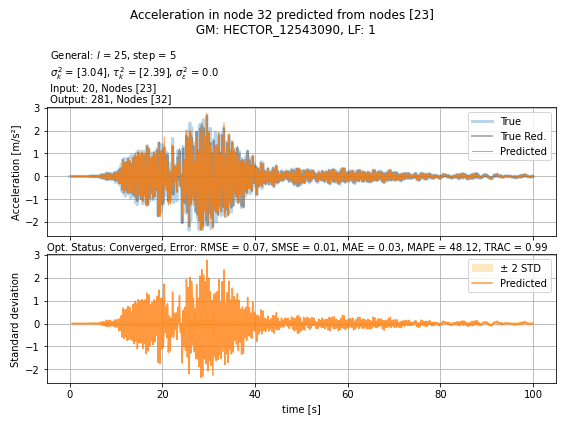 Acceleration in node 32 predicted from nodes [23]
GM: HECTOR_12543090, LF: 1
General: l = 25, step = 5
σ²ₖ = [3.04], τ²ₖ = [2.39], σ²ε = 0.0
Input: 20, Nodes [23]
Output: 281, Nodes [32]
Acceleration [m/s²]
3
2
1
0
−1
−2
True
True Red.
Predicted
Opt. Status: Converged, Error: RMSE = 0.07, SMSE = 0.01, MAE = 0.03, MAPE = 48.12, TRAC = 0.99
Standard deviation
3
2
1
0
−1
−2
± 2 STD
Predicted
0 20 40 60 80 100
time [s]